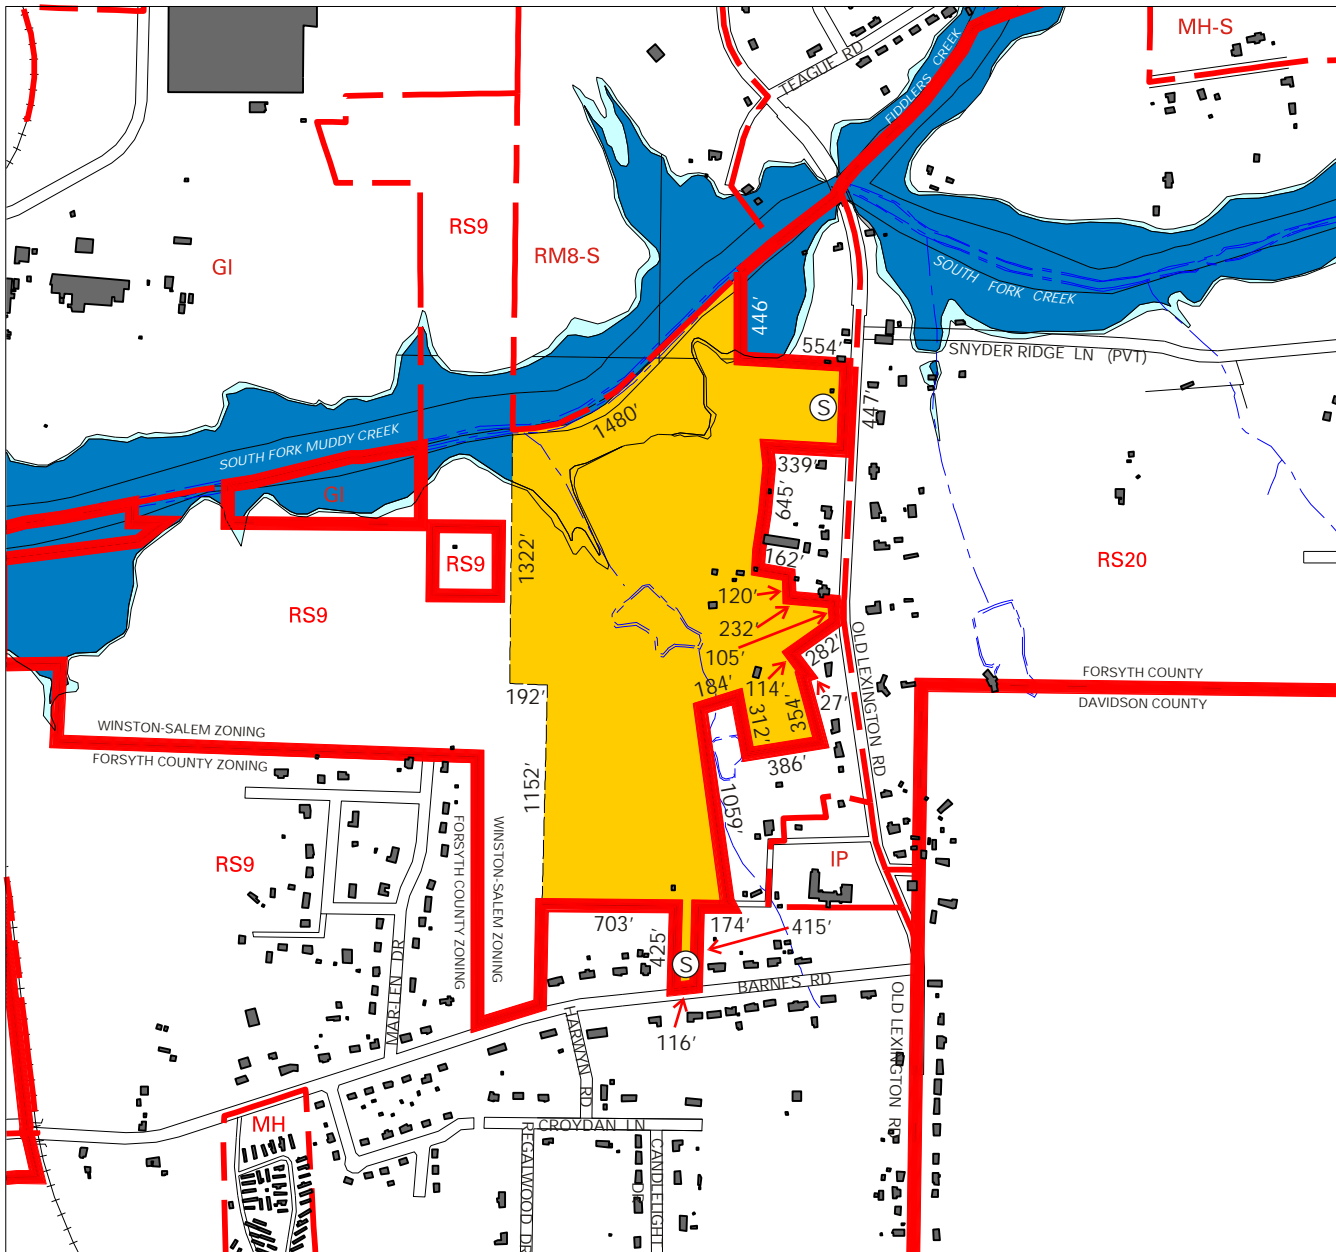 MH-S
TEAGUE RD
FIDDLERS CREEK
RS9
RM8-S
GI
SOUTH FORK CREEK
446'
554'
SNYDER RIDGE LN (PVT)
S
447'
1480'
SOUTH FORK MUDDY CREEK
339'
GI
645'
1322'
162'
RS9
RS20
120'
RS9
232'
105'
282'
OLD LEXINGTON RD
FORSYTH COUNTY
DAVIDSON COUNTY
184'
114'
27'
192'
312'
354'
WINSTON-SALEM ZONING
FORSYTH COUNTY ZONING
386'
1152'
1059'
FORSYTH COUNTY ZONING
WINSTON-SALEM ZONING
RS9
IP
703'
425'
174'
415'
S
MAR-LEN DR
BARNES RD
OLD LEXINGTON RD
116'
HARWYN RD
MH
CROYDAN LN
REGALWOOD DR
CANDLELIGHT
DR